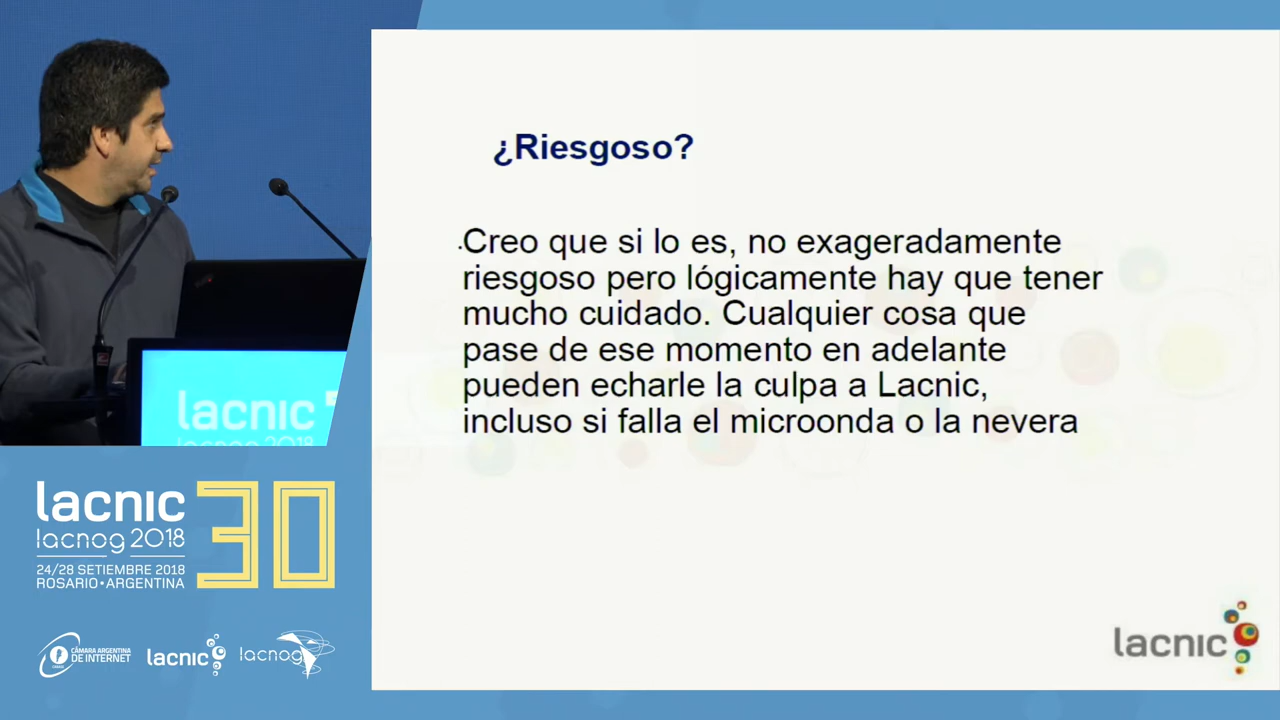 ¿Riesgoso?
.Creo que si lo es, no exageradamente
riesgoso pero lógicamente hay que tener
mucho cuidado. Cualquier cosa que
pase de ese momento en adelante
pueden echarle la culpa a Lacnic,
incluso si falla el microonda o la nevera
lacnic
lacnic
lacnog 2018
lacnic 30
lacnog 2018
24/28 SETIEMBRE 2018
ROSARIO•ARGENTINA
CÁMARA ARGENTINA
DE INTERNET
lacnic
lacnog